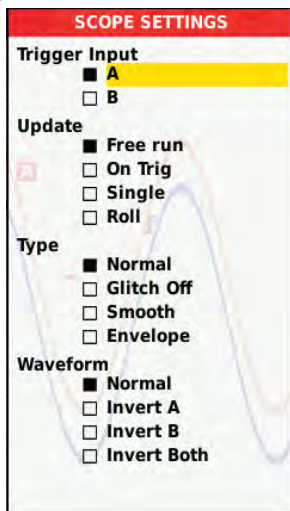 SCOPE SETTINGS
Trigger Input
A
B
Update
Free run
On Trig
Single
Roll
Type
Normal
Glitch Off
Smooth
Envelope
Waveform
Normal
Invert A
Invert B
Invert Both
A